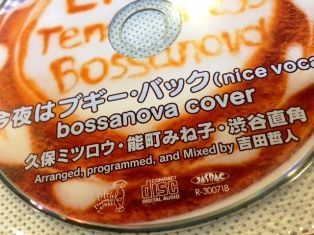 Bossanova
今夜はブギー・バック(nice voca
bossanova cover
久保ミツロウ・能町みね子・渋谷直角
Arranged, programmed, and Mixed by 吉田哲人
COMPACT
disc
DIGITAL AUDIO
JASRAC
R-300718